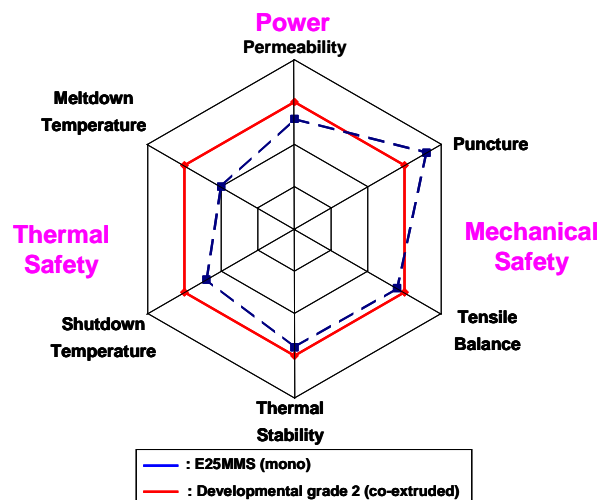 Power
Permeability
Meltdown
Temperature
Puncture
Thermal
Safety
Mechanical
Safety
Shutdown
Temperature
Tensile
Balance
Thermal
Stability
: E25MMS (mono)
: Developmental grade 2 (co-extruded)